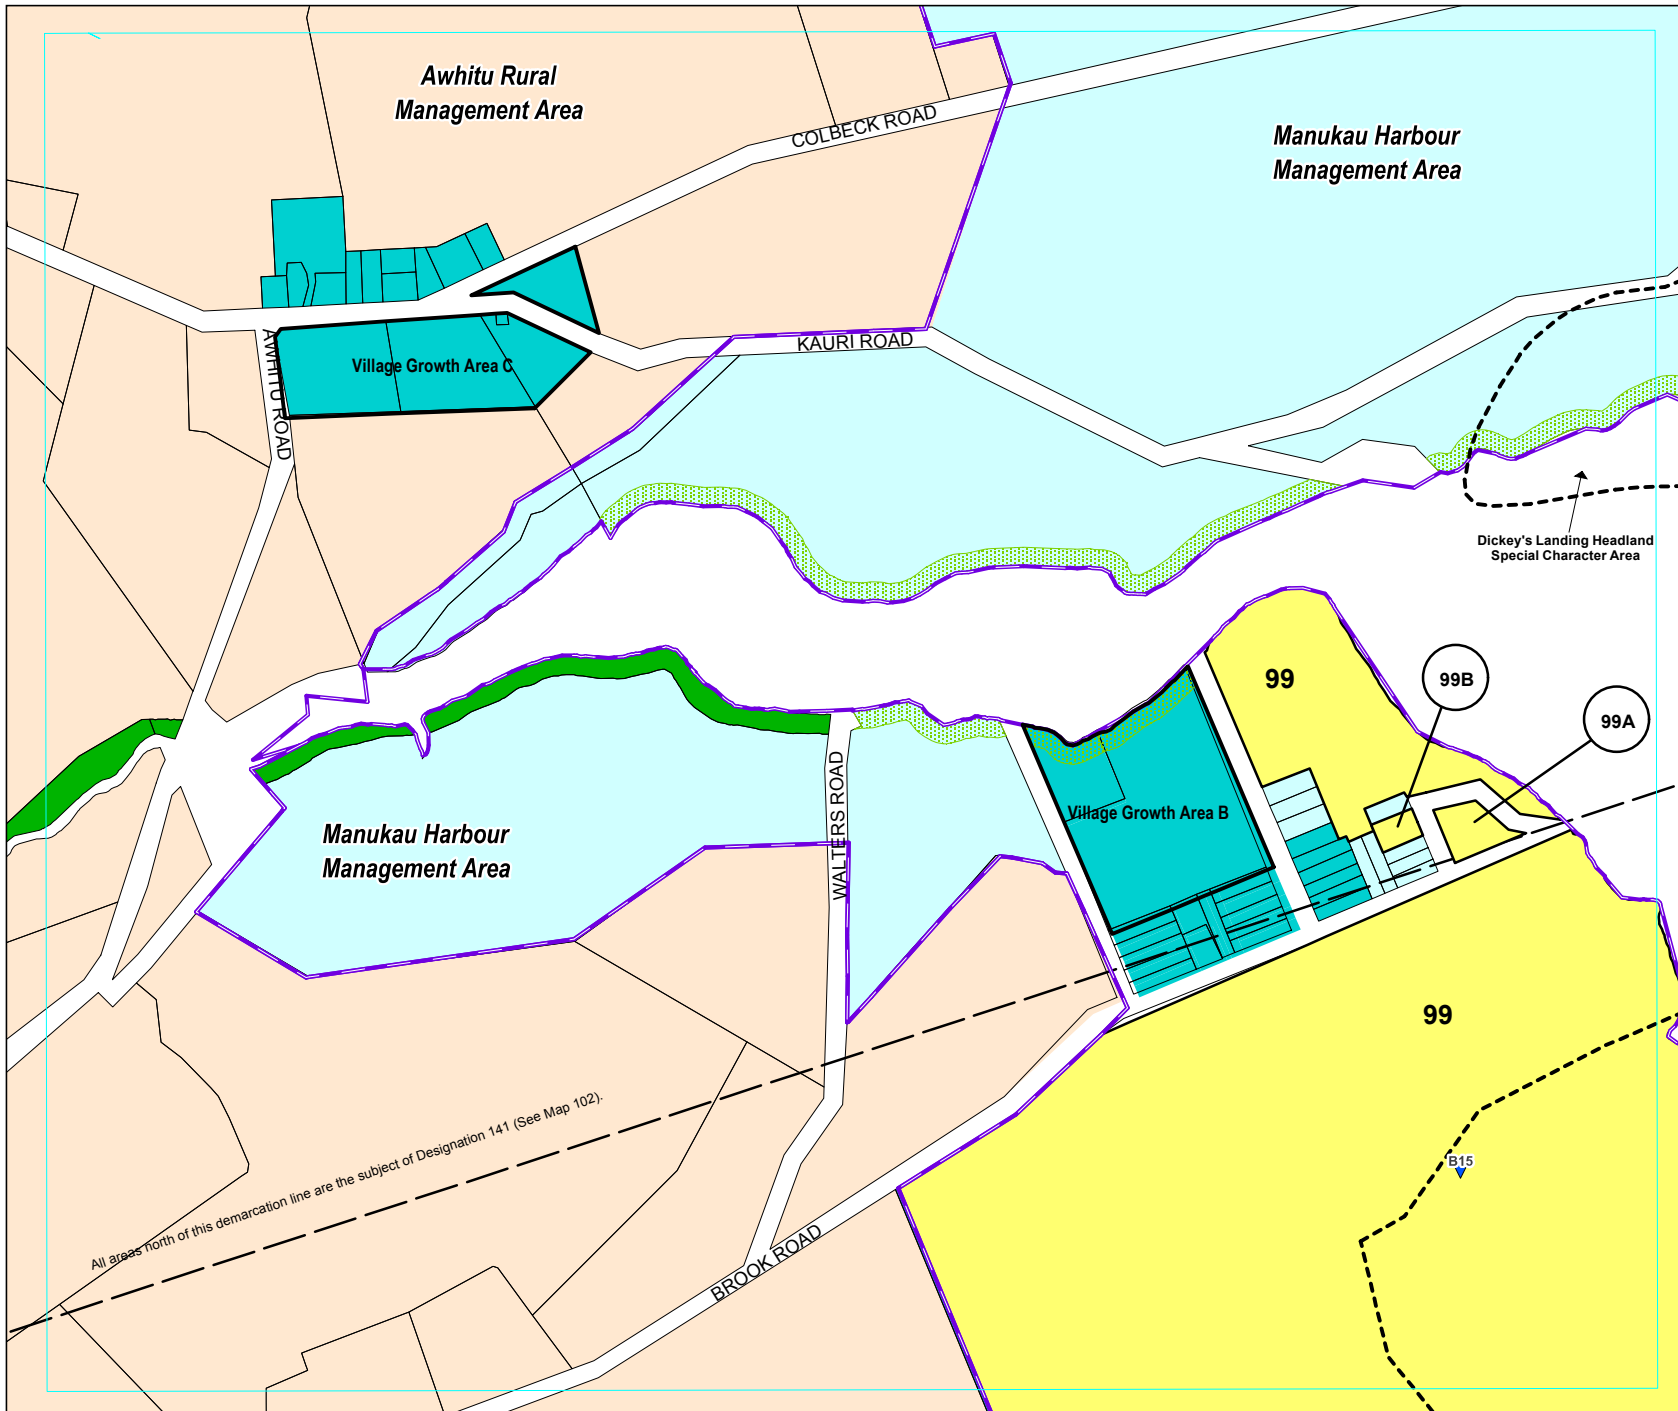 Awhitu Rural
Management Area
COLBECK ROAD
Manukau Harbour
Management Area
KAURI ROAD
Village Growth Area C
AWHITU ROAD
Dickey's Landing Headland
Special Character Area
99
99B
99A
WALTERS ROAD
Village Growth Area B
Manukau Harbour
Management Area
99
All areas north of this demarcation line are the subject of Designation 141 (See Map 102).
B15
BROOK ROAD